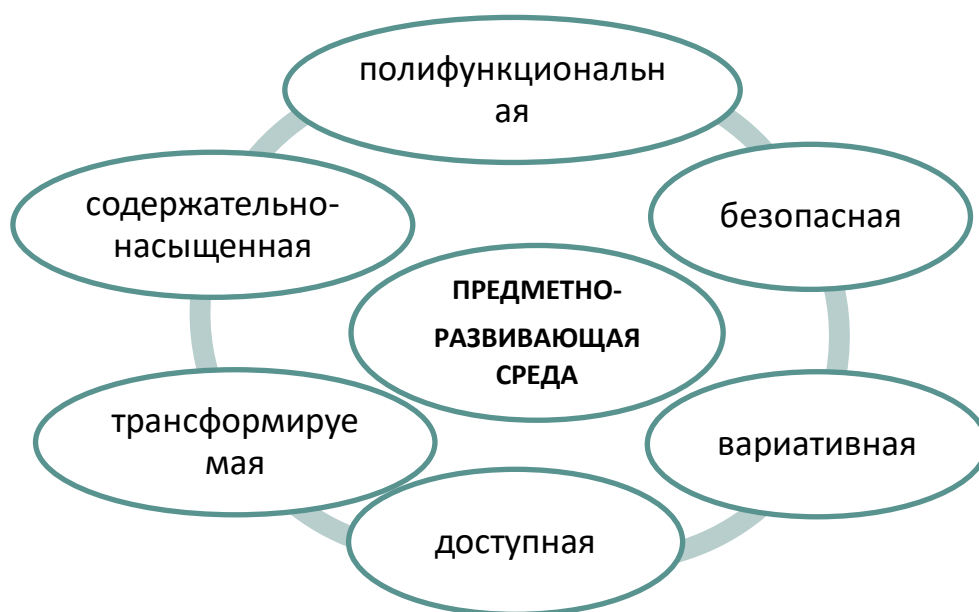 полифункциональн
ая
содержательно-
насыщенная
безопасная
ПРЕДМЕТНО-
РАЗВИВАЮЩАЯ
СРЕДА
трансформируе
мая
вариативная
доступная